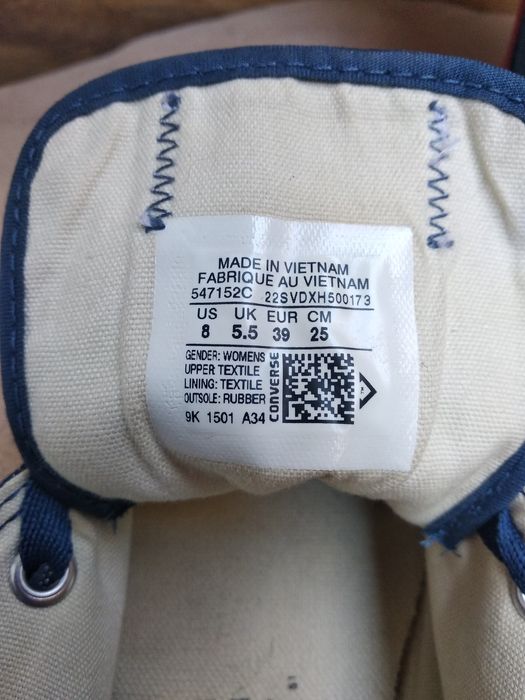 MADE IN VIETNAM
FABRIQUE AU VIETNAM
547152C 22SVDXH500173
US UK EUR CM
8 5.5 39 25
GENDER: WOMENS
UPPER TEXTILE
LINING: TEXTILE
OUTSOLE: RUBBER
9K 1501 A34
CONVERSE